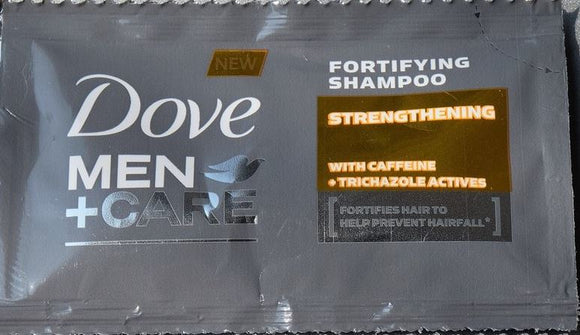 NEW
Dove
MEN
+CARE
FORTIFYING
SHAMPOO
STRENGTHENING
WITH CAFFEINE
+ TRICHAZOLE ACTIVES
[FORTIFIES HAIR TO
HELP PREVENT HAIRFALL*]